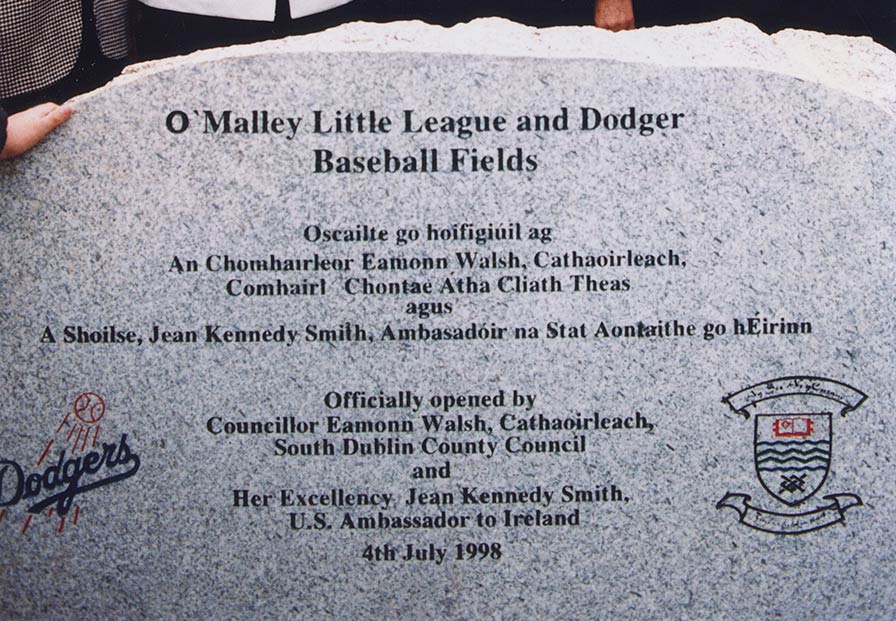 O`Malley Little League and Dodger
Baseball Fields
Oscailte go hoifigiúil ag
An Chomhairleor Eamonn Walsh, Cathaoirleach,
Comhairl Chontae Átha Cliath Theas
agus
A Shoilse, Jean Kennedy Smith, Ambasadóir na Stat Aontaithe go hÉirinn
Officially opened by
Councillor Eamonn Walsh, Cathaoirleach,
South Dublin County Council
and
Her Excellency Jean Kennedy Smith,
U.S. Ambassador to Ireland
4th July 1998
Dodgers